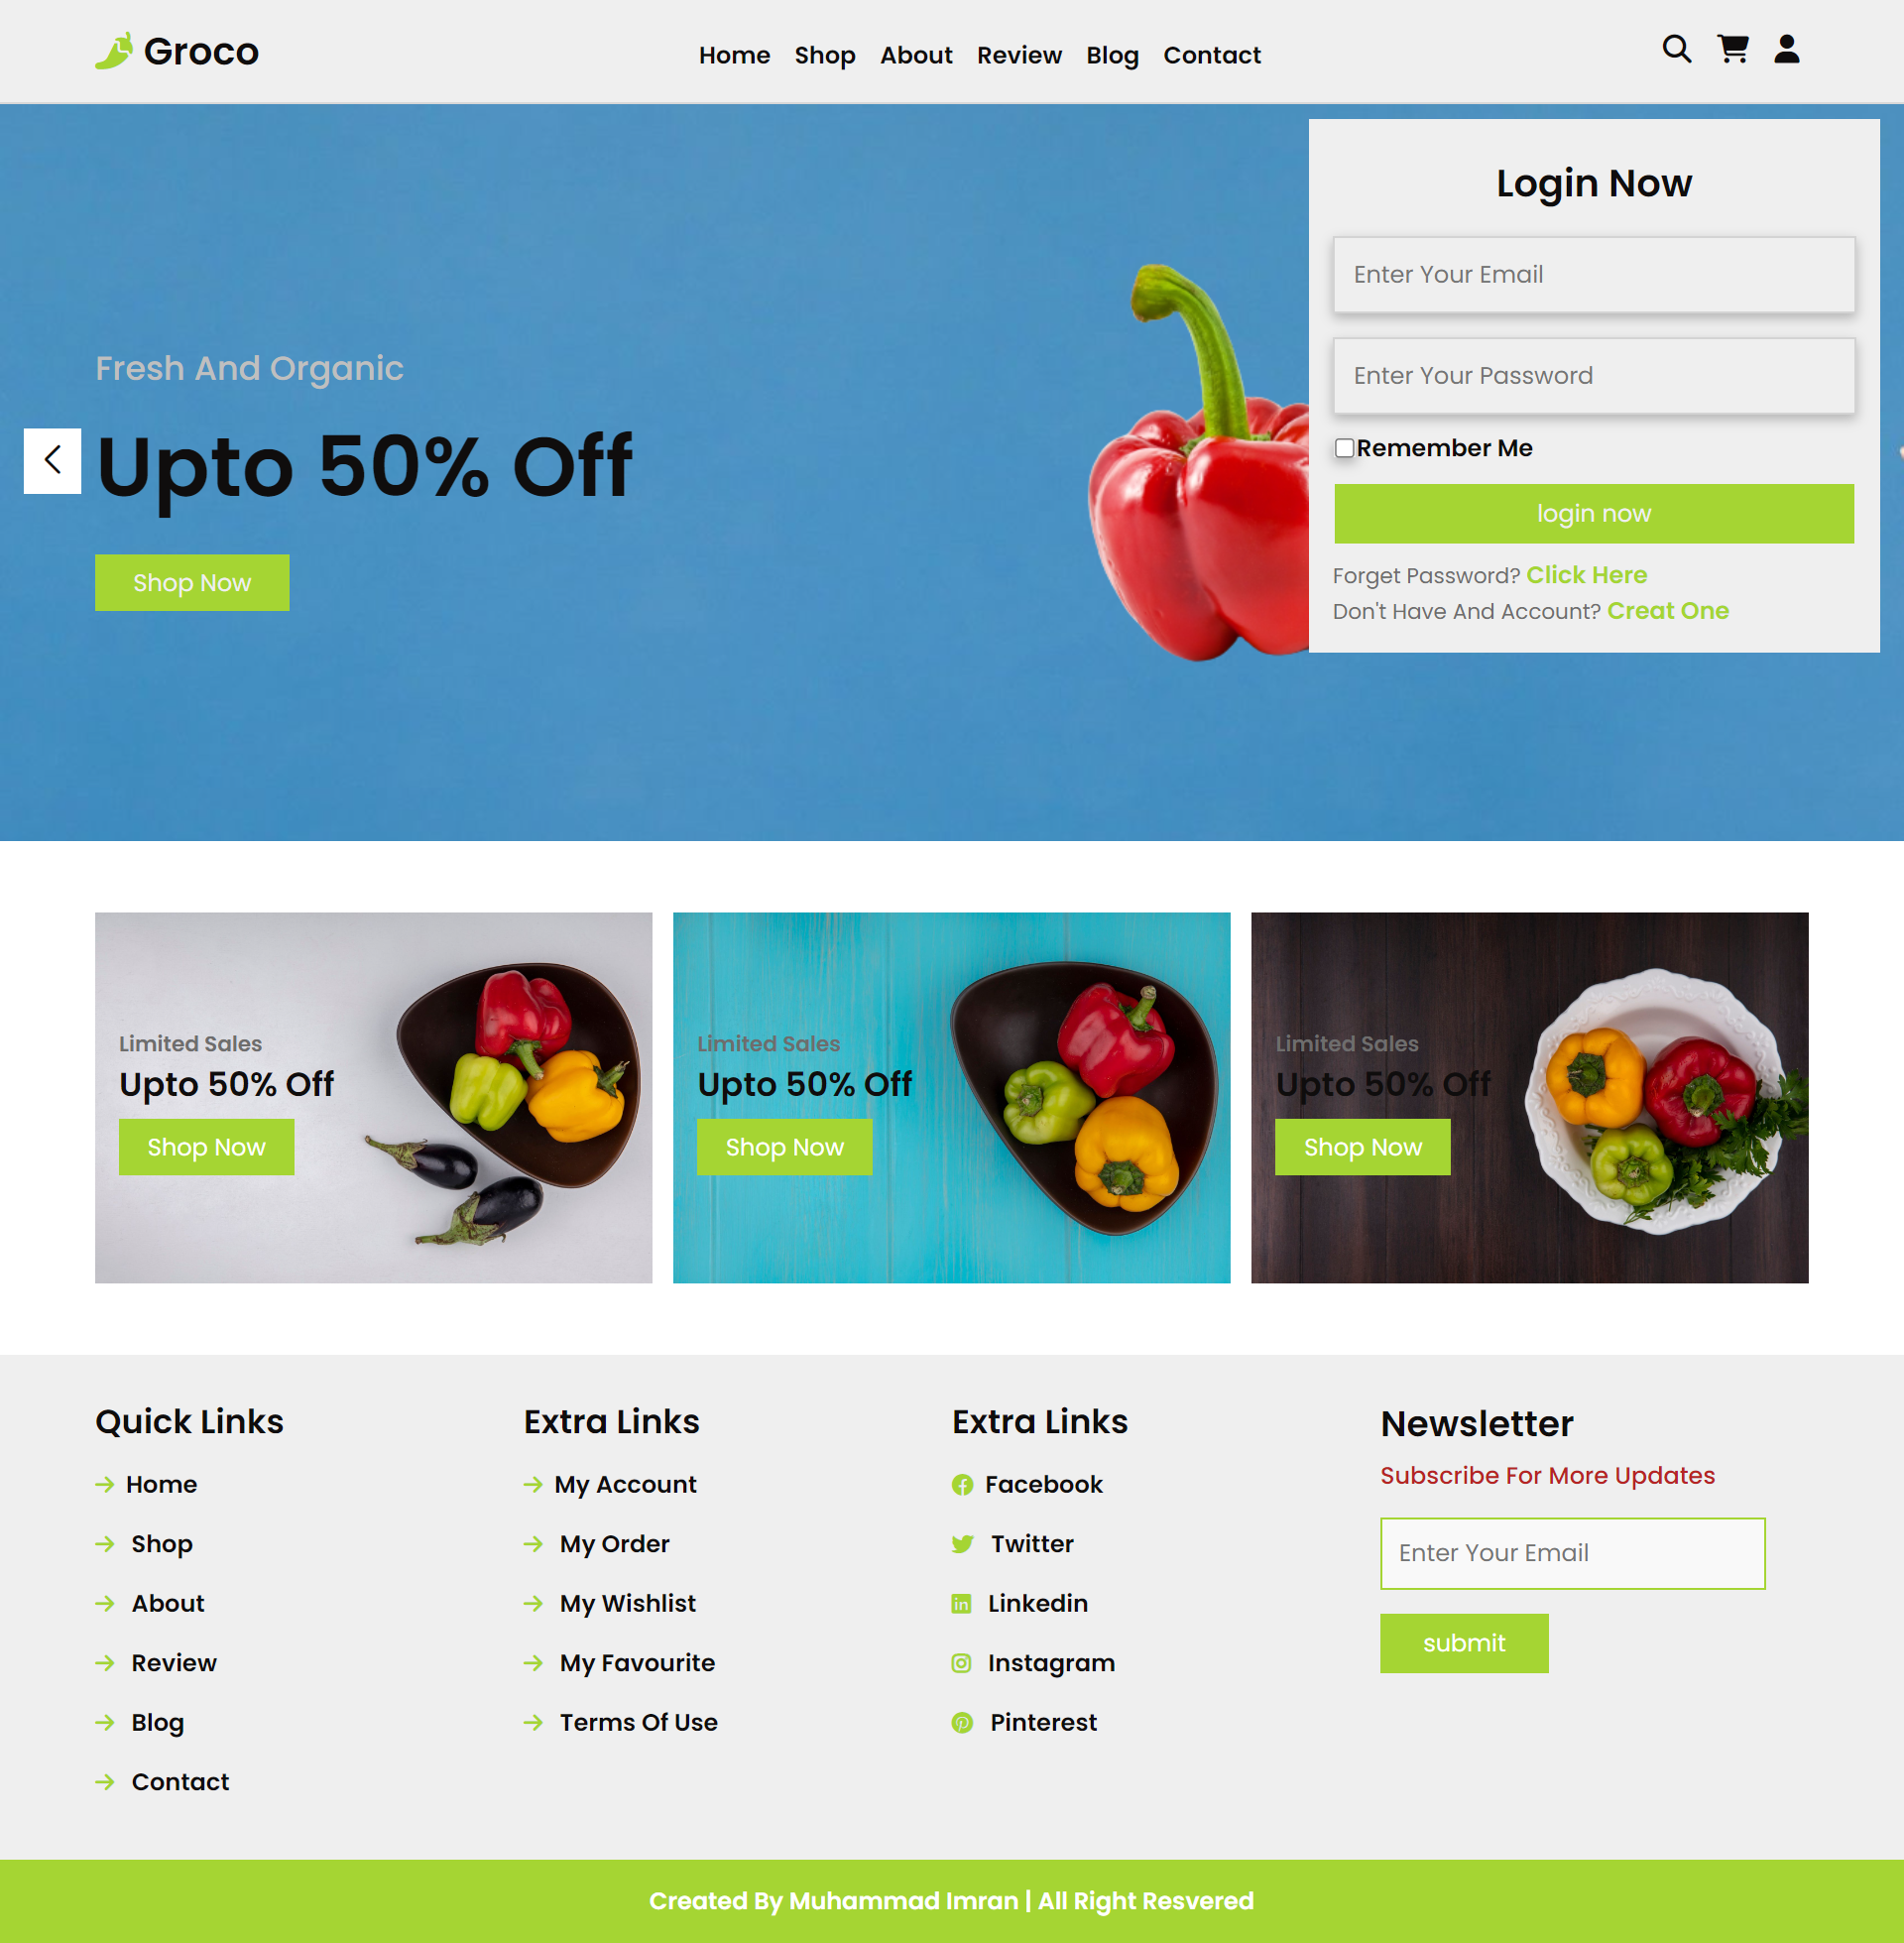 Groco
Home Shop About Review Blog Contact
Login Now
Enter Your Email
Enter Your Password
Remember Me
login now
Forget Password? Click Here
Don't Have And Account? Creat One
Fresh And Organic
Upto 50% Off
Shop Now
Limited Sales
Upto 50% Off
Shop Now
Limited Sales
Upto 50% Off
Shop Now
Limited Sales
Upto 50% Off
Shop Now
Quick Links
Home
Shop
About
Review
Blog
Contact
Extra Links
My Account
My Order
My Wishlist
My Favourite
Terms Of Use
Extra Links
Facebook
Twitter
Linkedin
Instagram
Pinterest
Newsletter
Subscribe For More Updates
Enter Your Email
submit
Created By Muhammad Imran | All Right Resvered